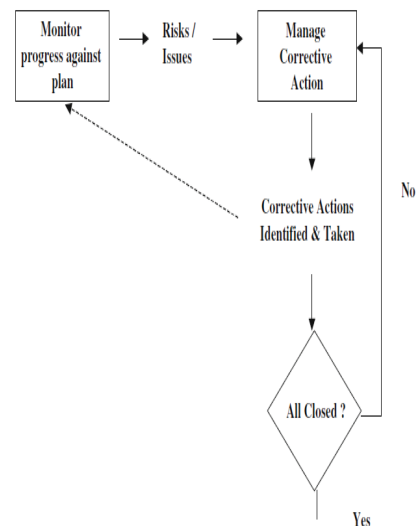 Monitor
progress against
plan
Risks /
Issues
Manage
Corrective
Action
No
Corrective Actions
Identified & Taken
All Closed ?
Yes